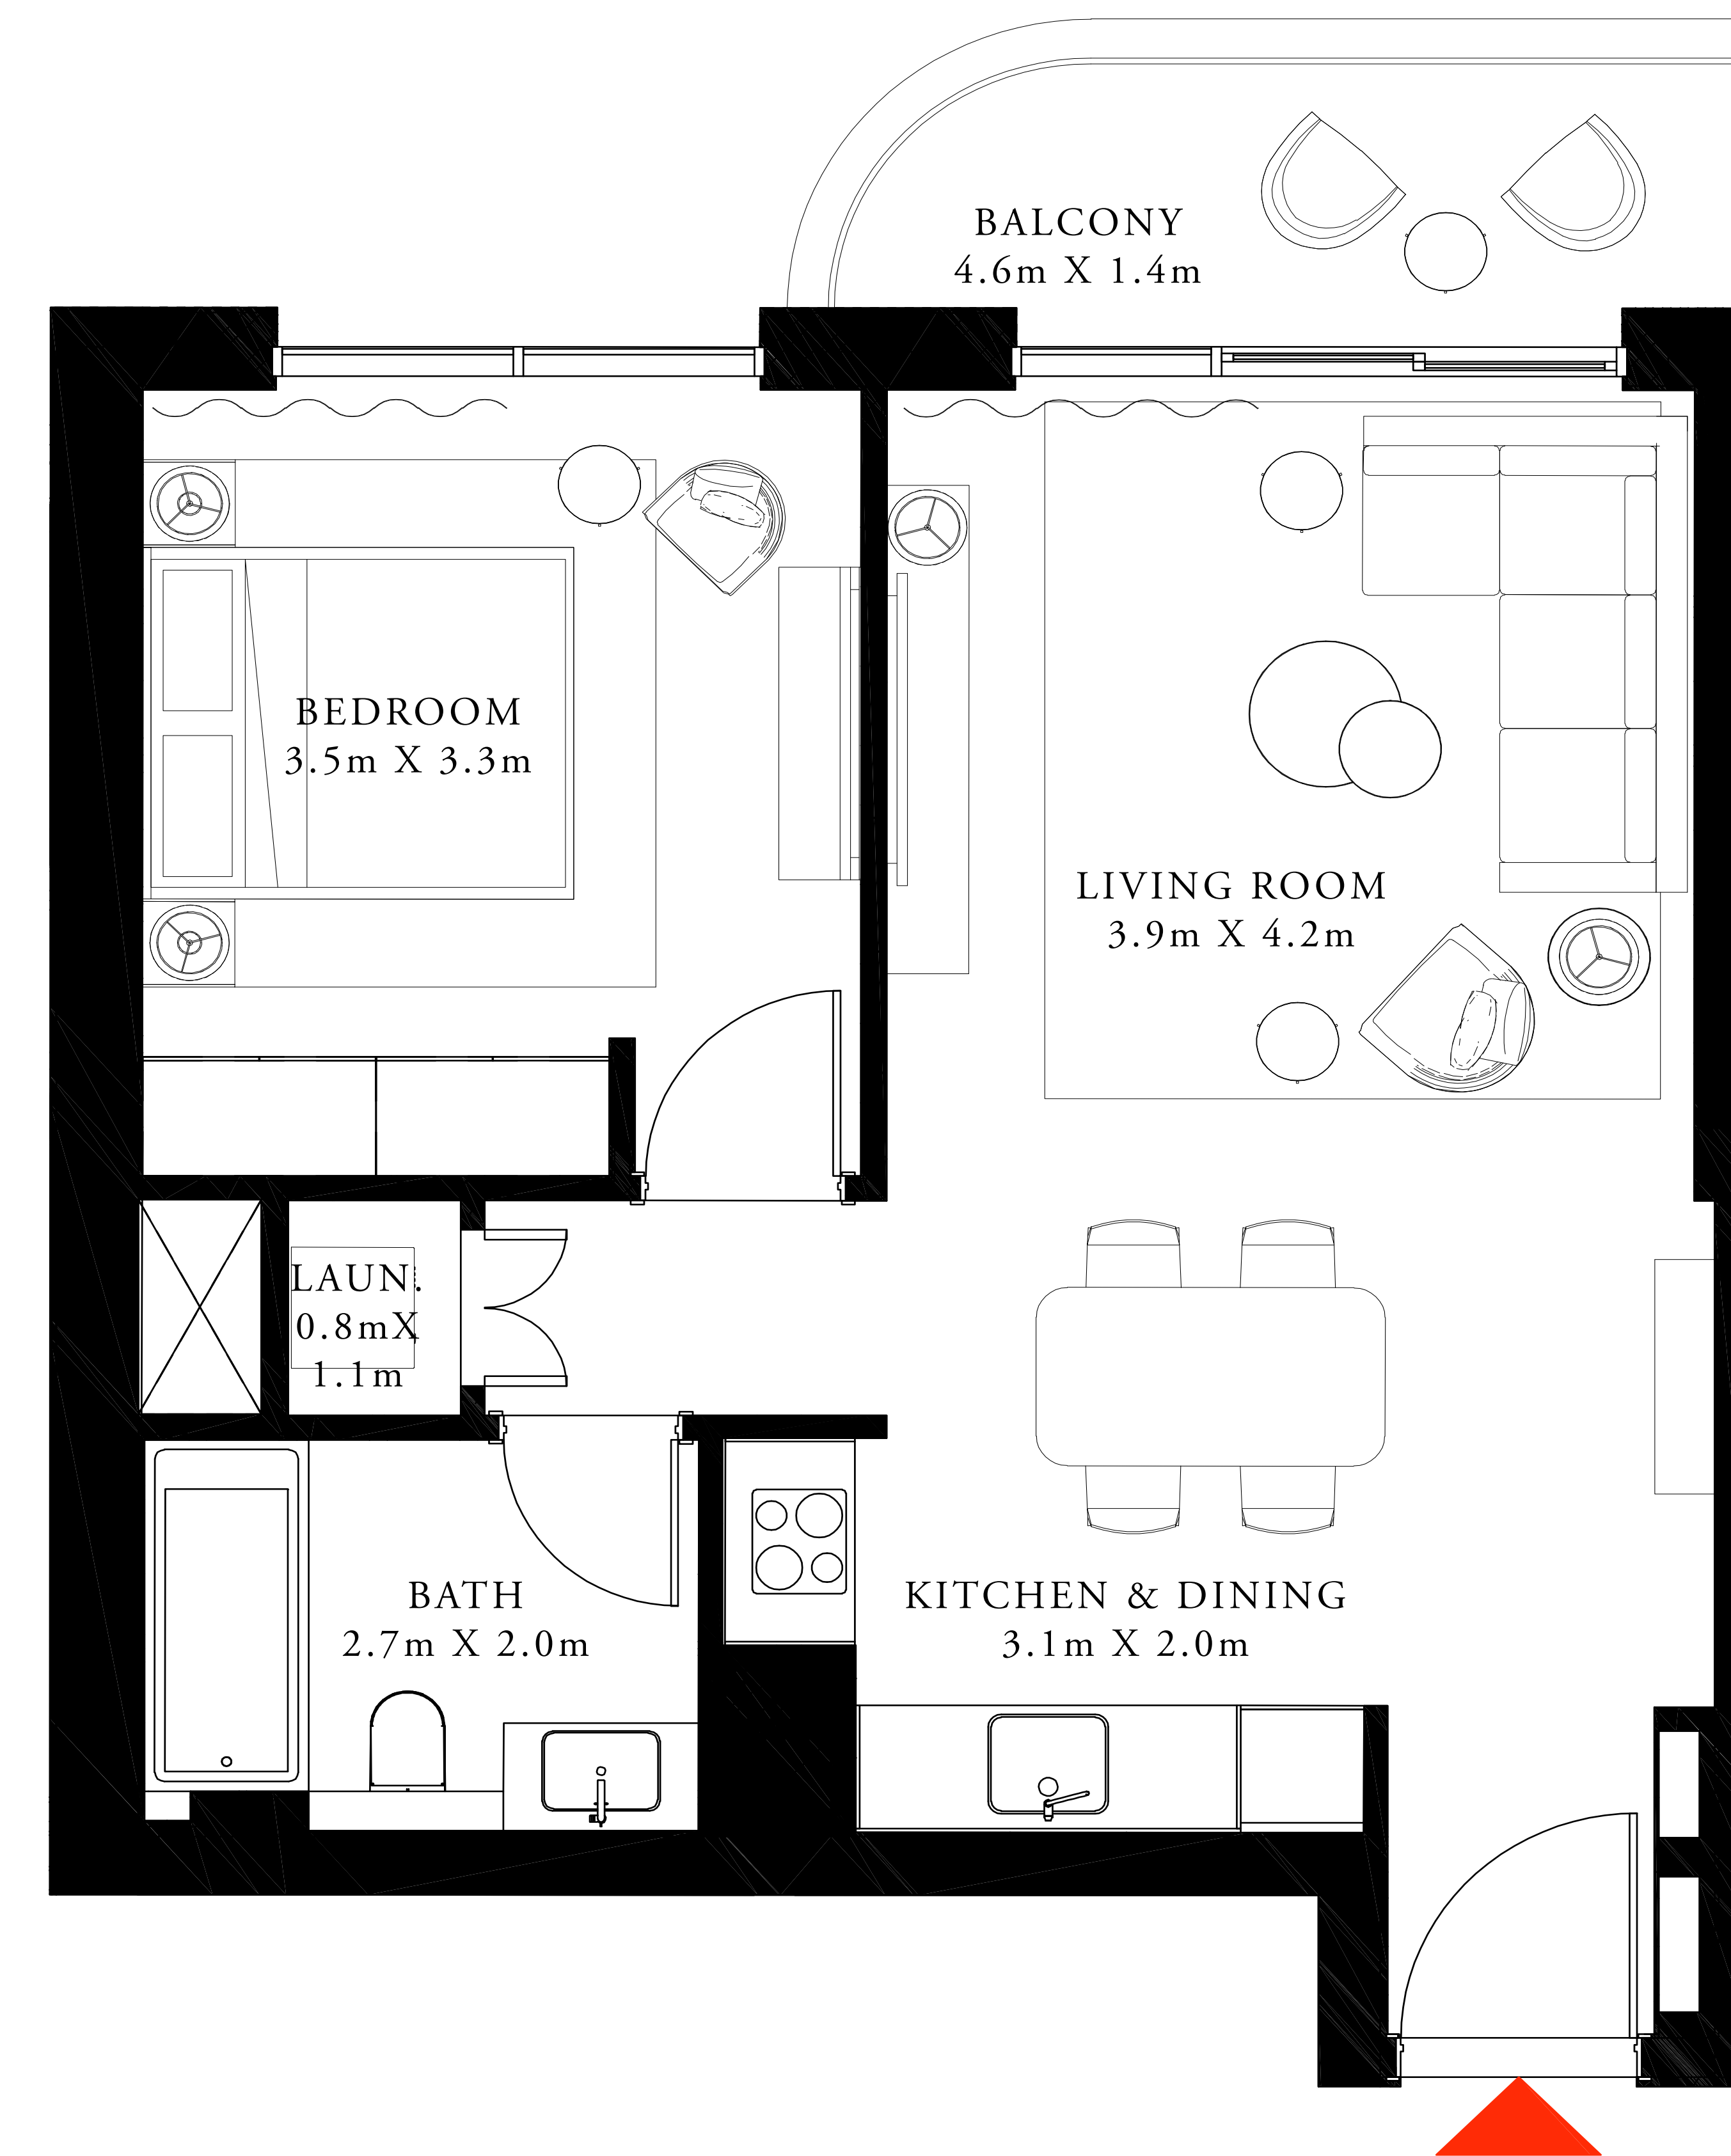 BALCONY
4.6m X 1.4m
BEDROOM
3.5m X 3.3m
LIVING ROOM
3.9m X 4.2m
LAUN.
0.8mX
1.1m
BATH
2.7m X 2.0m
KITCHEN & DINING
3.1m X 2.0m